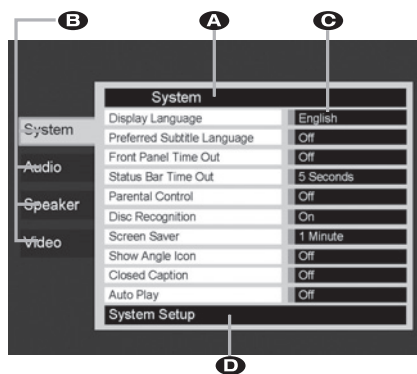 B A C
System
Display Language English
Preferred Subtitle Language Off
Front Panel Time Out Off
Status Bar Time Out 5 Seconds
Parental Control Off
Disc Recognition On
Screen Saver 1 Minute
Show Angle Icon Off
Closed Caption Off
Auto Play Off
System Setup
System
Audio
Speaker
Video
D